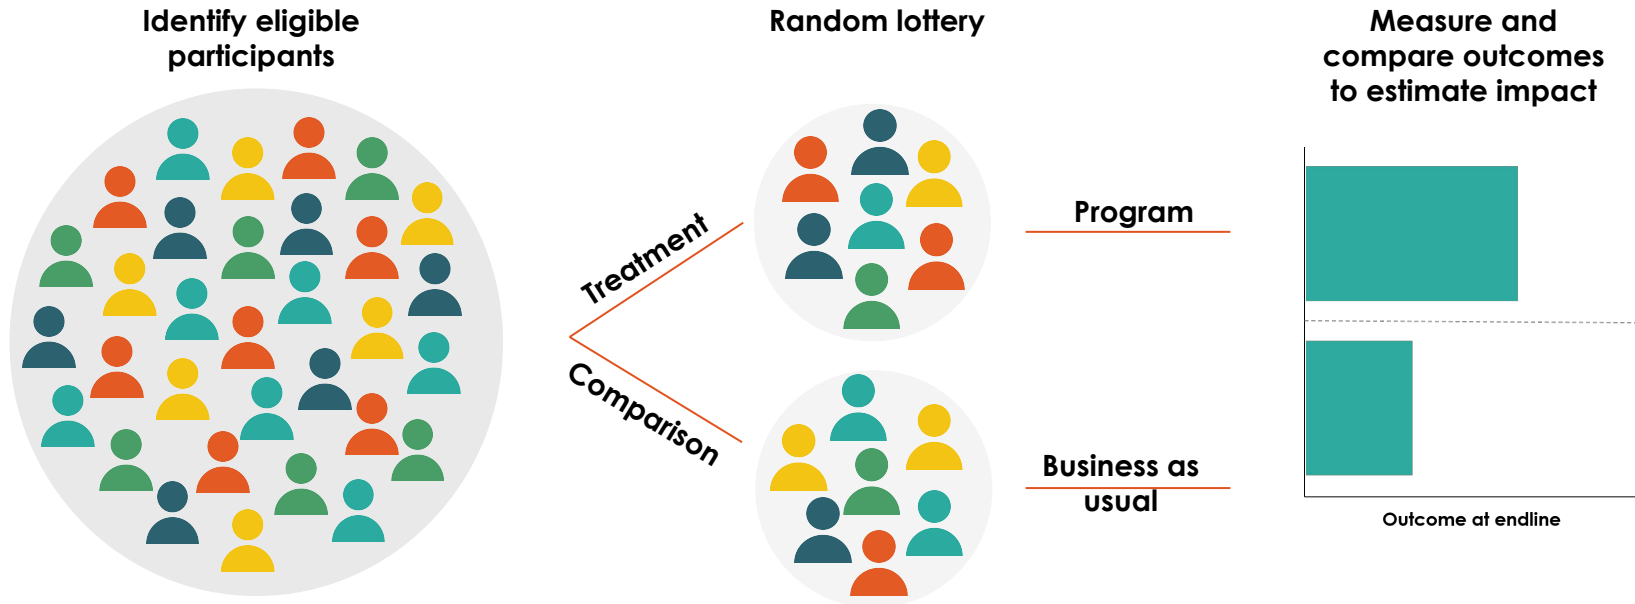 Identify eligible
participants
Random lottery
Measure and
compare outcomes
to estimate impact
Treatment
Comparison
Program
Business as
usual
Outcome at endline